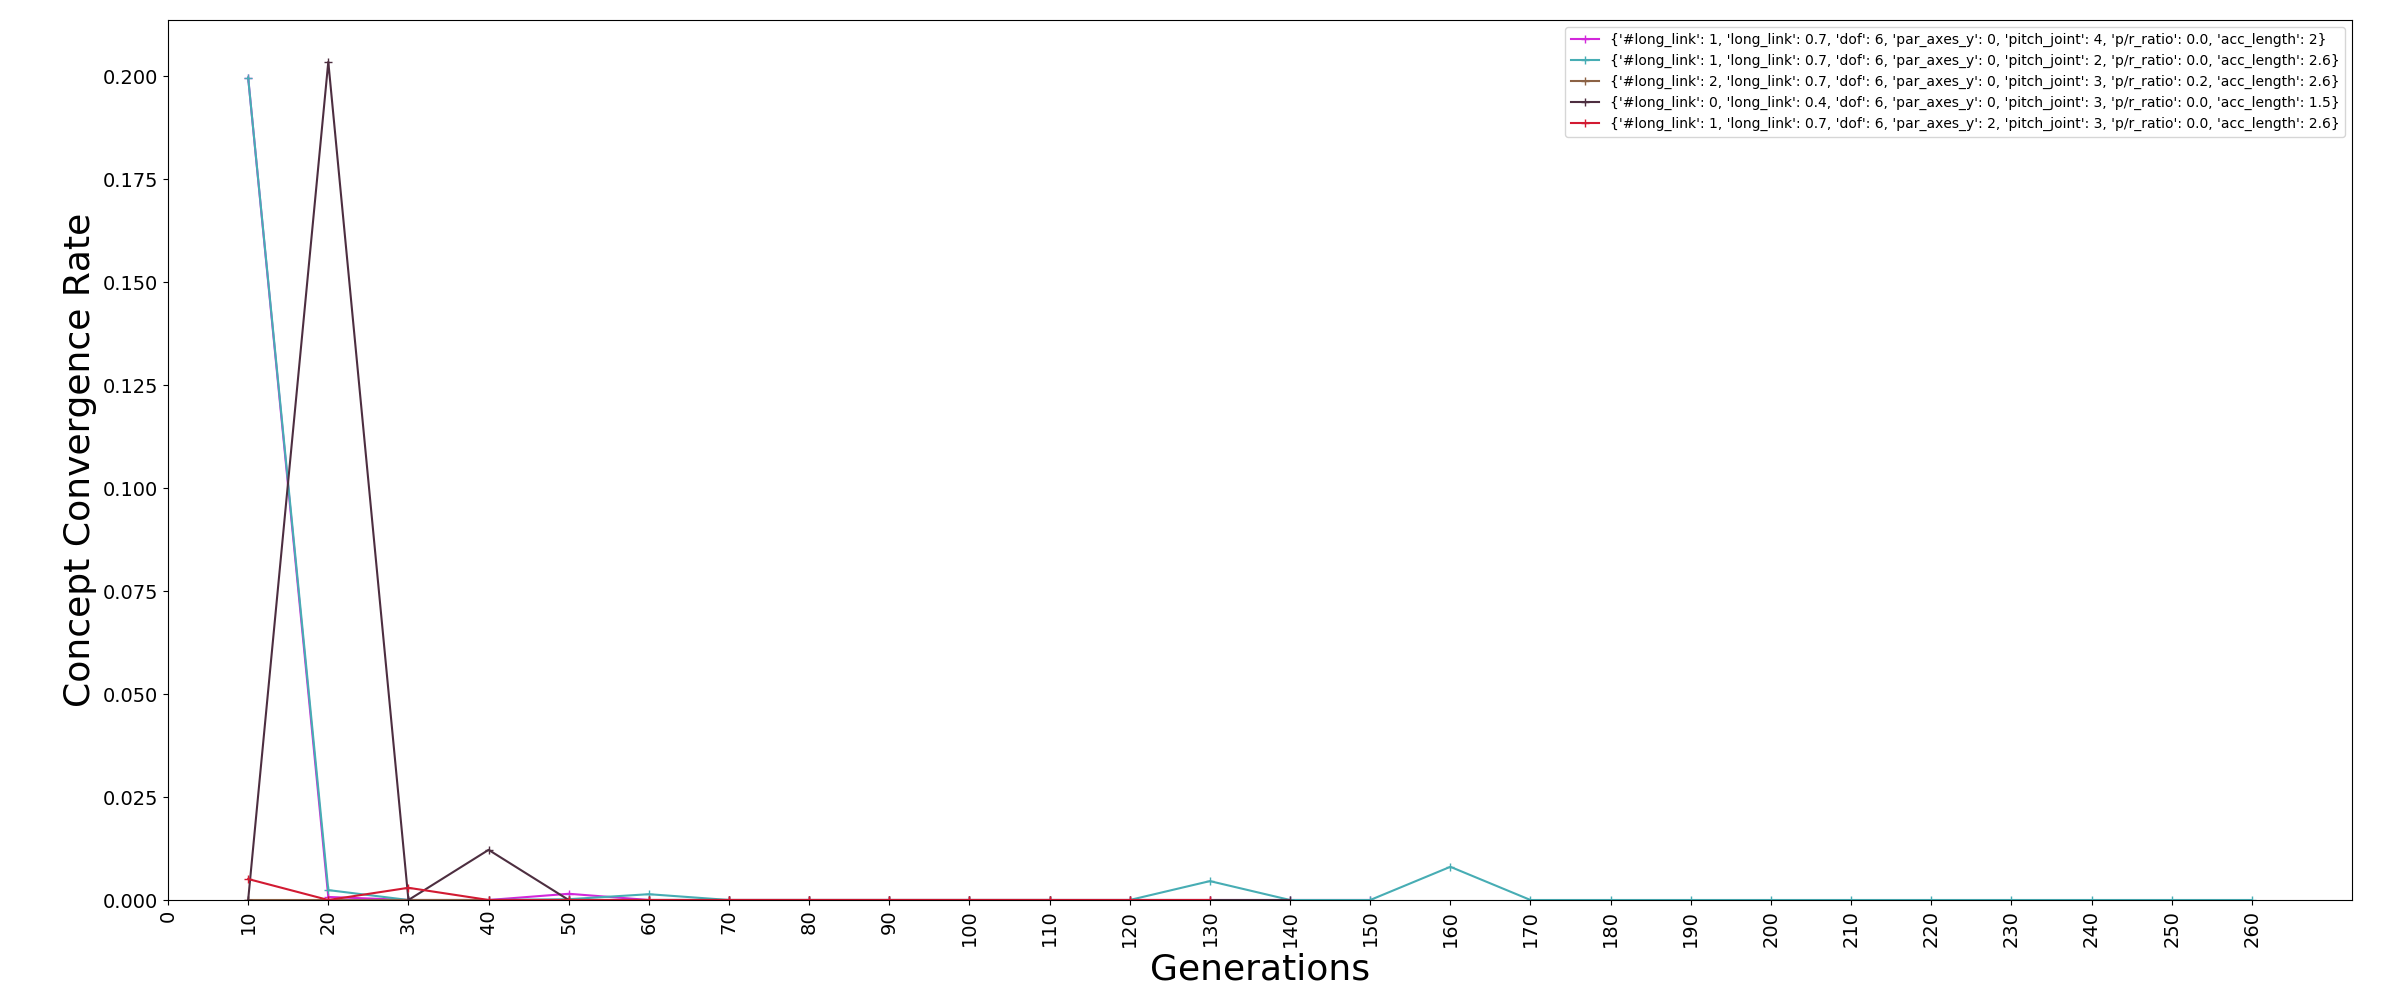 {'#long_link': 1, 'long_link': 0.7, 'dof': 6, 'par_axes_y': 0, 'pitch_joint': 4, 'p/r_ratio': 0.0, 'acc_length': 2}
{'#long_link': 1, 'long_link': 0.7, 'dof': 6, 'par_axes_y': 0, 'pitch_joint': 2, 'p/r_ratio': 0.0, 'acc_length': 2.6}
{'#long_link': 2, 'long_link': 0.7, 'dof': 6, 'par_axes_y': 0, 'pitch_joint': 3, 'p/r_ratio': 0.2, 'acc_length': 2.6}
{'#long_link': 0, 'long_link': 0.4, 'dof': 6, 'par_axes_y': 0, 'pitch_joint': 3, 'p/r_ratio': 0.0, 'acc_length': 1.5}
{'#long_link': 1, 'long_link': 0.7, 'dof': 6, 'par_axes_y': 2, 'pitch_joint': 3, 'p/r_ratio': 0.0, 'acc_length': 2.6}
Concept Convergence Rate
0.200
0.175
0.150
0.125
0.100
0.075
0.050
0.025
0.000
0 10 20 30 40 50 60 70 80 90 100 110 120 130 140 150 160 170 180 190 200 210 220 230 240 250 260
Generations